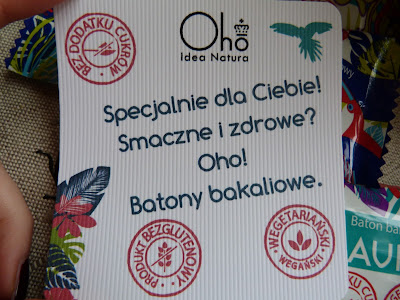 BEZ DODATKU CUKRÓW
Oho
Idea Natura
Specjalnie dla Ciebie!
Smaczne i zdrowe?
Oho!
Batony bakaliowe.
PRODUKT BEZGLUTENOWY
WEGETARIAŃSKI
WEGAŃSKI
Baton ba
AU